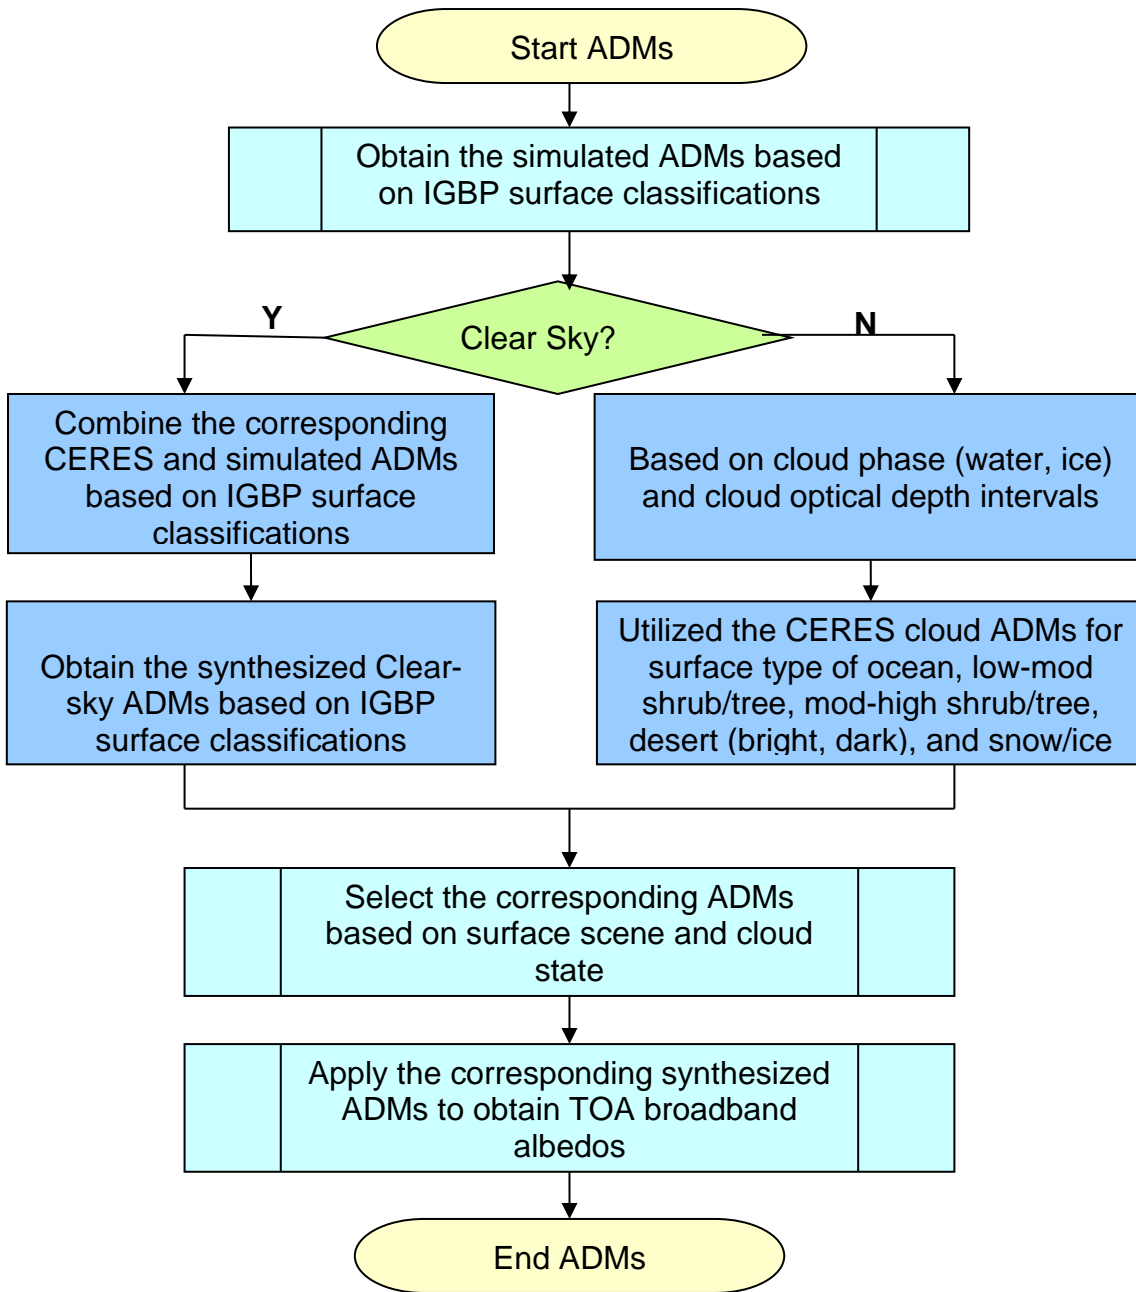 Start ADMs
Obtain the simulated ADMs based
on IGBP surface classifications
Clear Sky?
Y
N
Combine the corresponding
CERES and simulated ADMs
based on IGBP surface
classifications
Based on cloud phase (water, ice)
and cloud optical depth intervals
Obtain the synthesized Clear-
sky ADMs based on IGBP
surface classifications
Utilized the CERES cloud ADMs for
surface type of ocean, low-mod
shrub/tree, mod-high shrub/tree,
desert (bright, dark), and snow/ice
Select the corresponding ADMs
based on surface scene and cloud
state
Apply the corresponding synthesized
ADMs to obtain TOA broadband
albedos
End ADMs